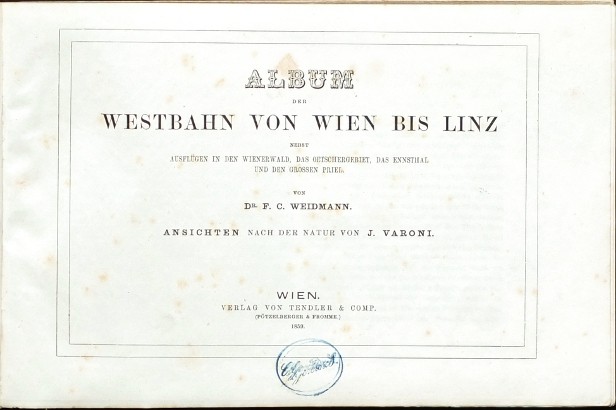 ALBUM
DER
WESTBAHN VON WIEN BIS LINZ
NEBST
AUSFLÜGEN IN DEN WIENERWALD, DAS OETSCHERGEBIET, DAS ENNSTHAL
UND DEN GROSSEN PRIEL.
VON
DR. F. C. WEIDMANN.
ANSICHTEN NACH DER NATUR VON J. VARONI.
WIEN.
VERLAG VON TENDLER & COMP.
(PÖTZELBERGER & FROMME.)
1859.